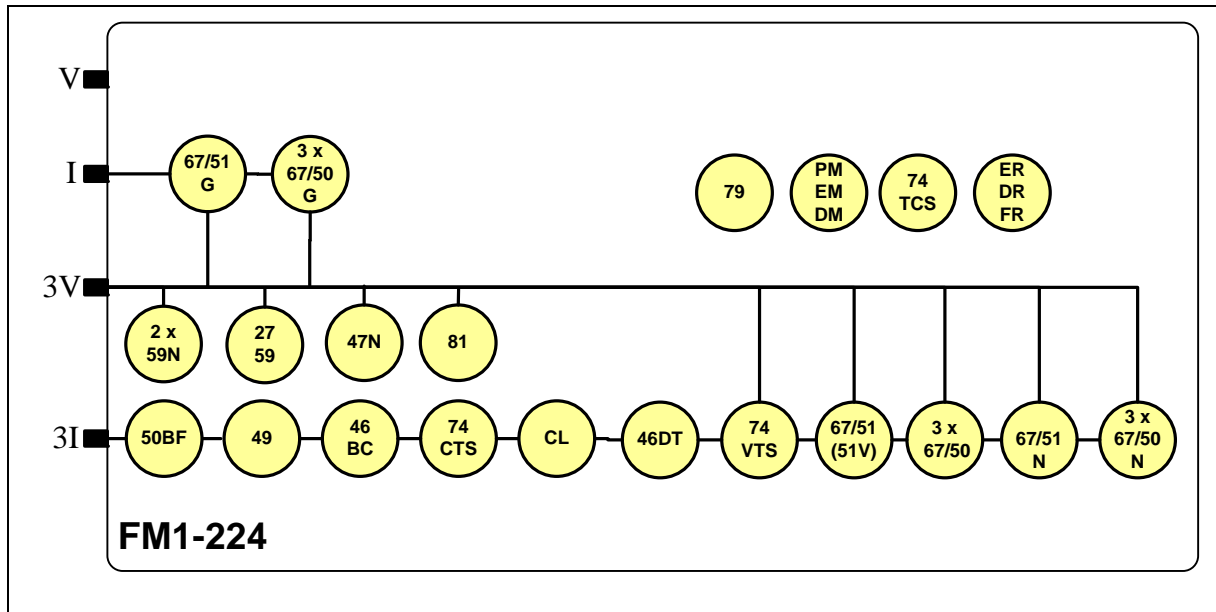 V
I
67/51
G
3 x
67/50
G
79
PM
EM
DM
74
TCS
ER
DR
FR
3V
2 x
59N
27
59
47N
81
3I
50BF
49
46
BC
74
CTS
CL
46DT
74
VTS
67/51
(51V)
3 x
67/50
67/51
N
3 x
67/50
N
FM1-224